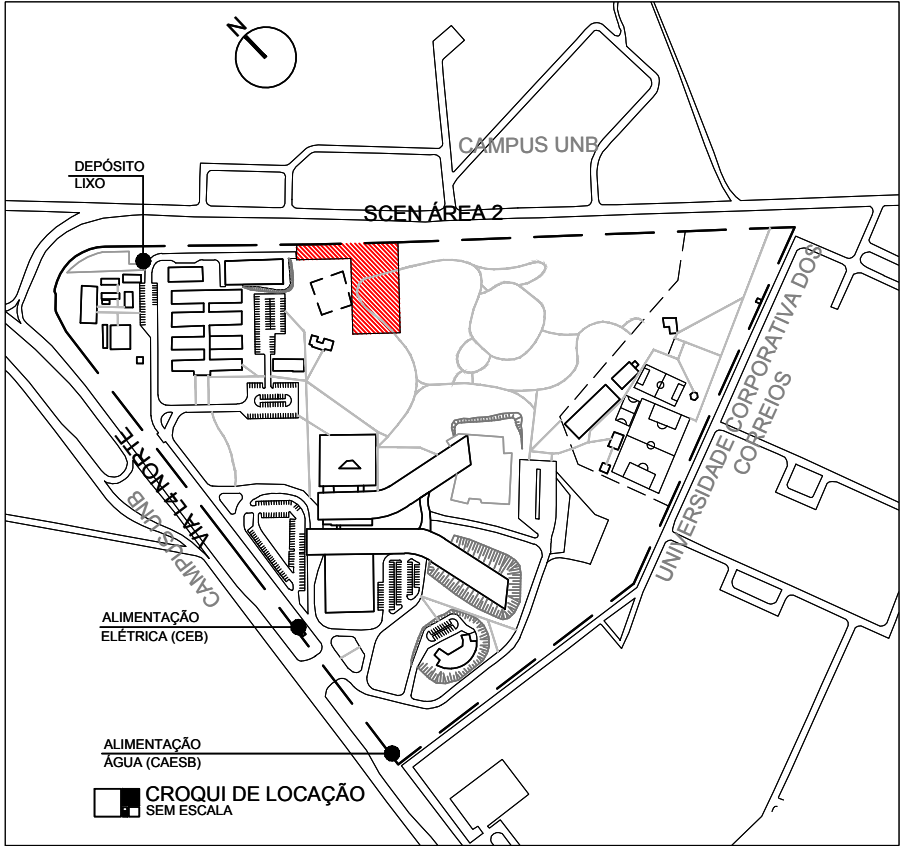 N
CAMPUS UNB
DEPÓSITO
LIXO
SCEN ÁREA 2
UNIVERSIDADE CORPORATIVA DOS
CORREIOS
VIA L4 NORTE
CAMPUS UNB
ALIMENTAÇÃO
ELÉTRICA (CEB)
ALIMENTAÇÃO
ÁGUA (CAESB)
CROQUI DE LOCAÇÃO
SEM ESCALA